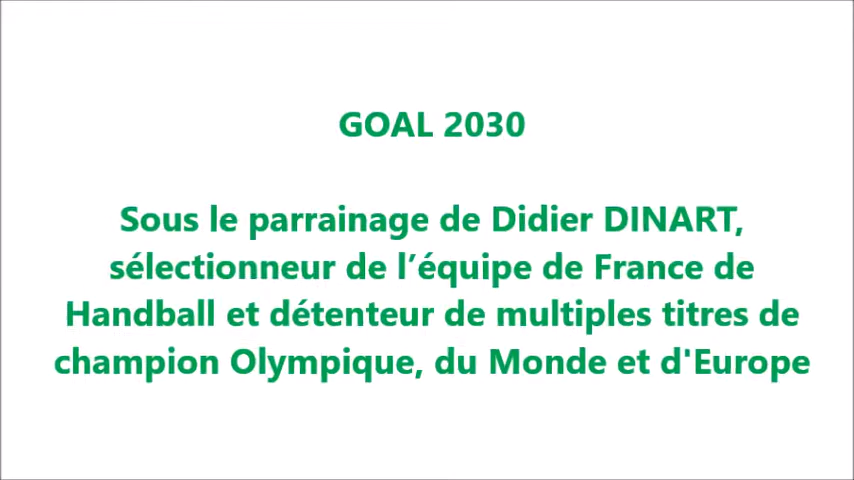 GOAL 2030
Sous le parrainage de Didier DINART,
sélectionneur de l’équipe de France de
Handball et détenteur de multiples titres de
champion Olympique, du Monde et d'Europe